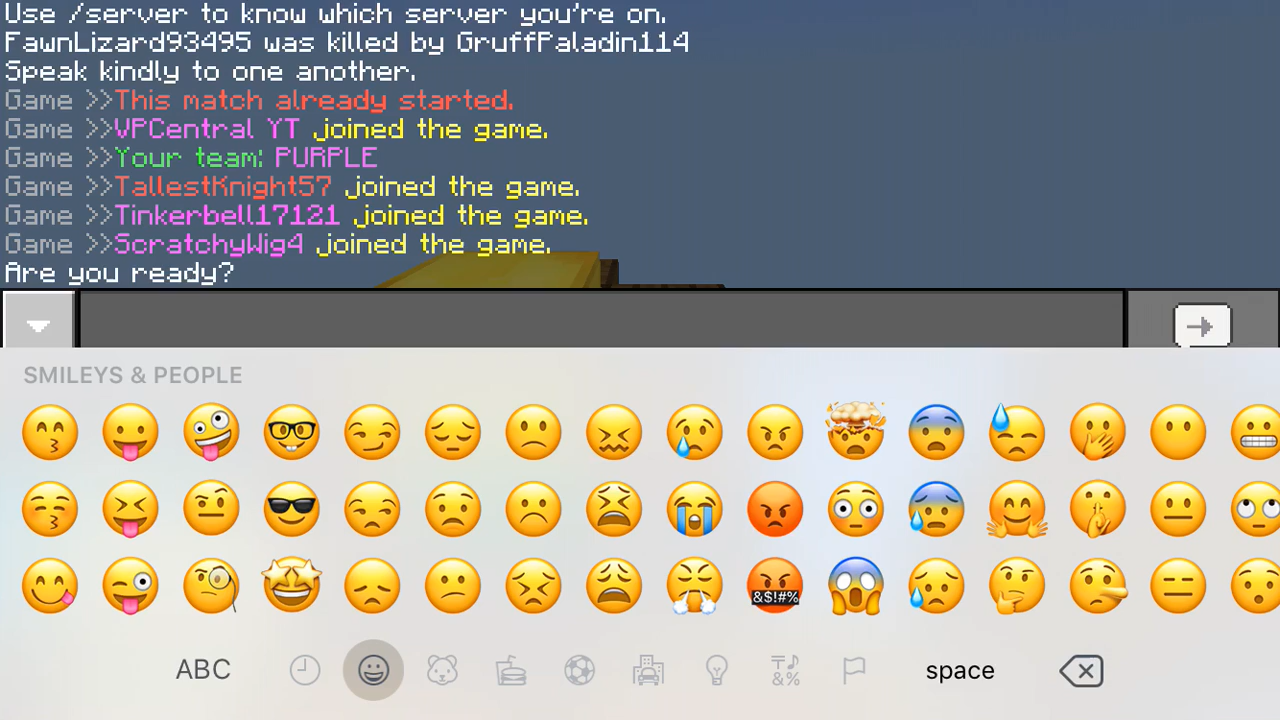 Use /server to know which server you're on.
FawnLizard93495 was killed by GruffPaladin114
Speak kindly to one another.
Game >>This match already started.
Game >>VPCentral YT joined the game.
Game >>Your team: PURPLE
Game >>TallestKnight57 joined the game.
Game >>Tinkerbell17121 joined the game.
Game >>ScratchyWig4 joined the game.
Are you ready?
SMILEYS & PEOPLE
&$!#%
ABC
&%
space